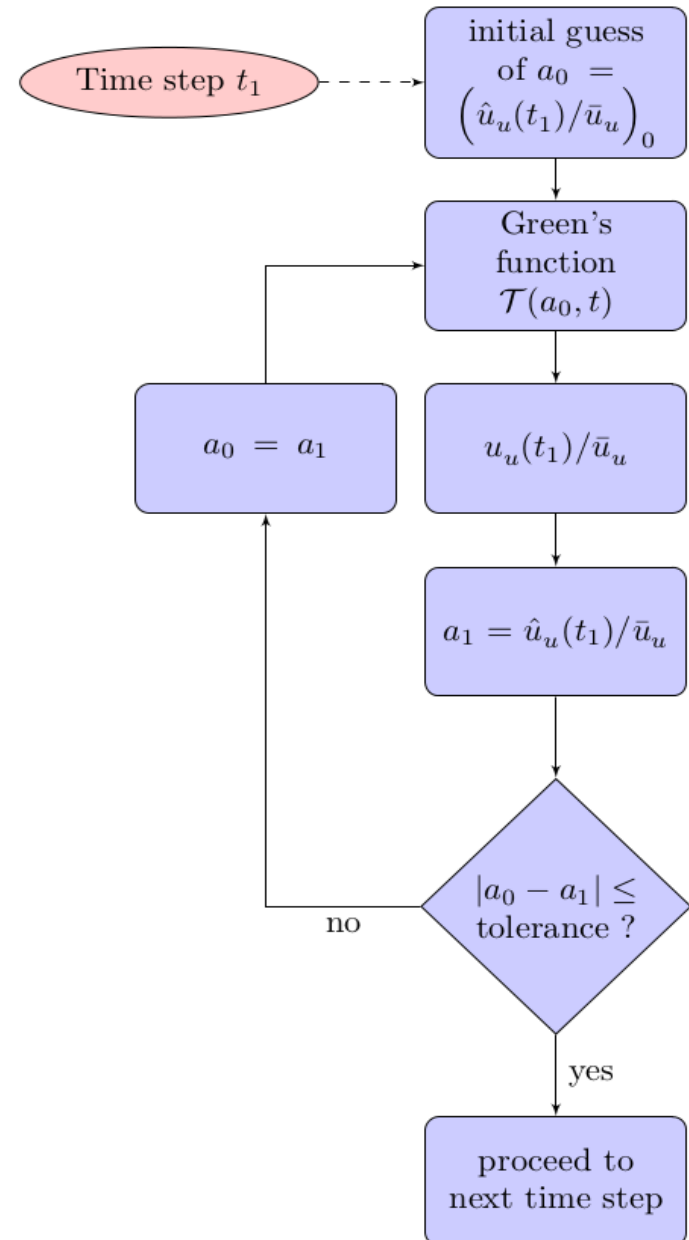 Time step t₁
initial guess
of a₀ =
(û_u(t₁)/ū_u)₀
Green's
function
𝒯(a₀, t)
a₀ = a₁
u_u(t₁)/ū_u
a₁ = û_u(t₁)/ū_u
|a₀ − a₁| ≤
tolerance ?
no
yes
proceed to
next time step